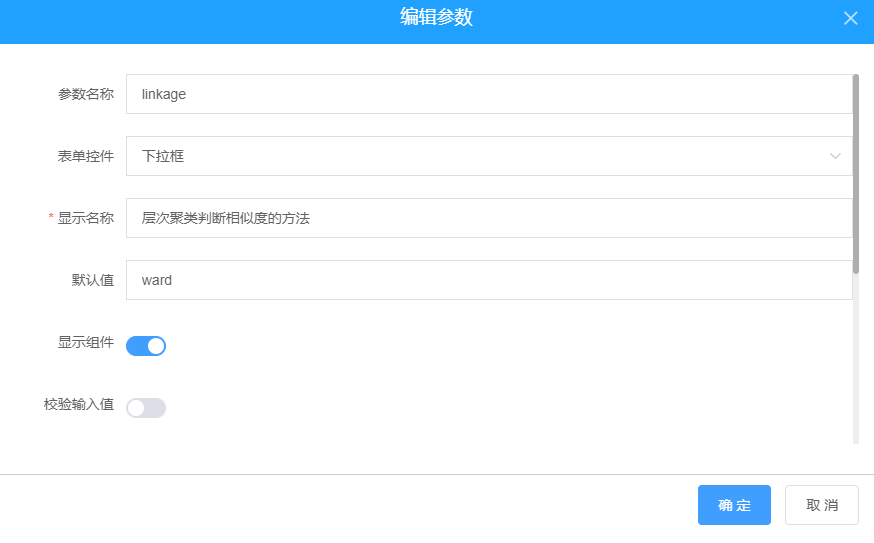 编辑参数
参数名称
linkage
表单控件
下拉框
* 显示名称
层次聚类判断相似度的方法
默认值
ward
显示组件
校验输入值
确 定
取 消